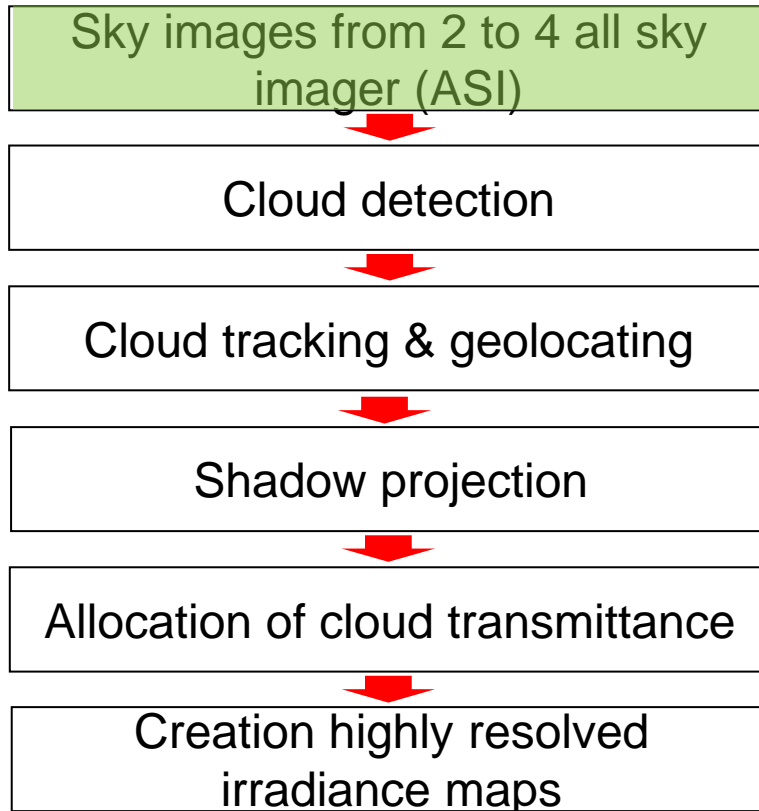 Sky images from 2 to 4 all sky
imager (ASI)
Cloud detection
Cloud tracking & geolocating
Shadow projection
Allocation of cloud transmittance
Creation highly resolved
irradiance maps